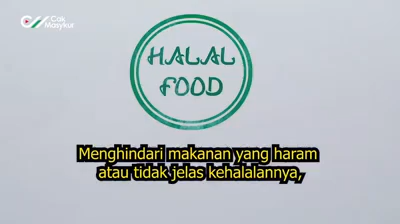 Cak
Masykur
HALAL
FOOD
Menghindari makanan yang haram
atau tidak jelas kehalalannya,